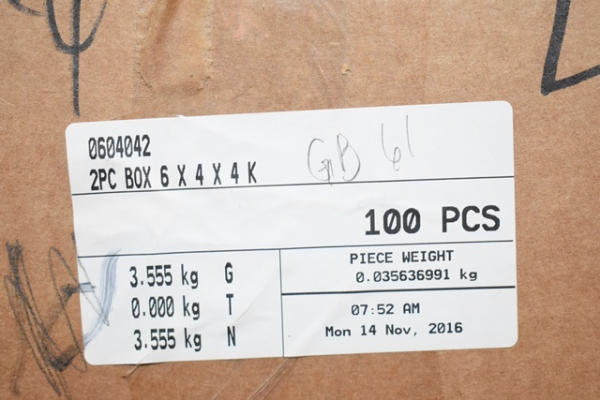 0604042
2PC BOX 6 X 4 X 4 K
GB 61
100 PCS
3.555 kg G
0.000 kg T
3.555 kg N
PIECE WEIGHT
0.035636991 kg
07:52 AM
Mon 14 Nov, 2016